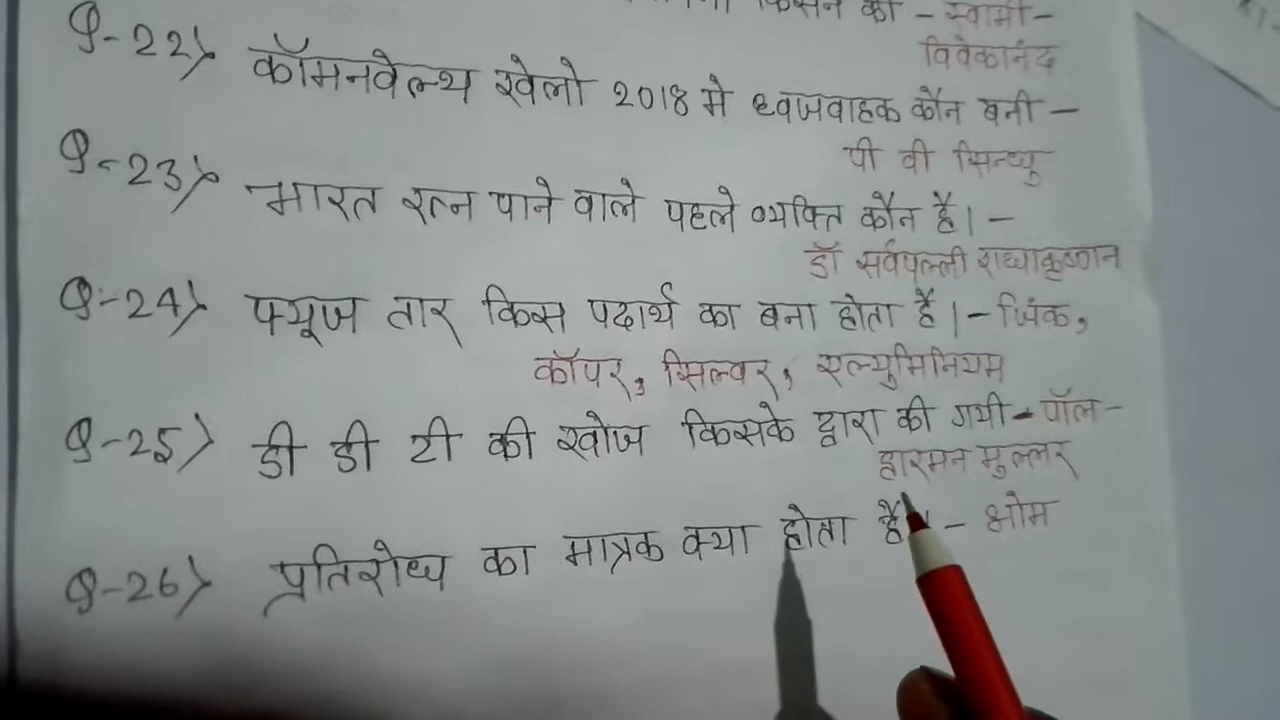 किसने की - स्वामी -
विवेकानंद
Q-22> कॉमनवेल्थ खेलो 2018 मे ध्वजवाहक कौन बनी -
पी वी सिन्धु
Q-23> भारत रत्न पाने वाले पहले व्यक्ति कौन है। -
डॉ सर्वपल्ली राधाकृष्णन
Q-24> फ्यूज तार किस पदार्थ का बना होता है। - जिंक,
कॉपर, सिल्वर, एल्युमिनियम
Q-25> डी डी टी की खोज किसके द्वारा की गयी - पॉल -
हारमन मुल्लर
Q-26> प्रतिरोध का मात्रक क्या होता है। - ओम